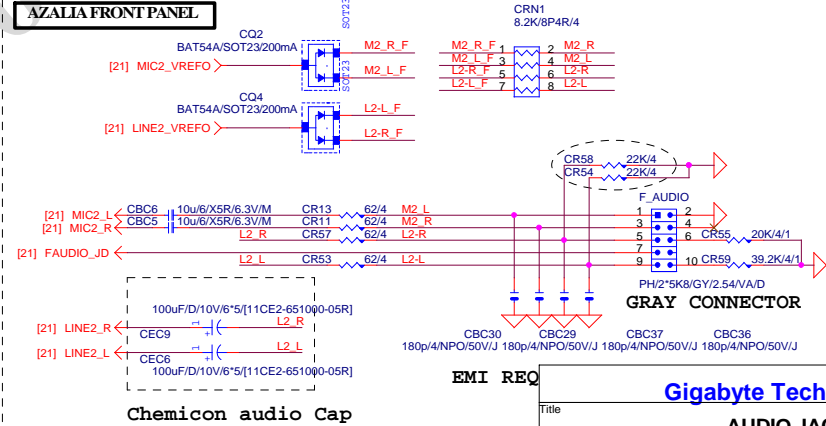 AZALIA FRONT PANEL
SOT23
CQ2
BAT54A/SOT23/200mA
[21] MIC2_VREFO
M2_R_F
M2_L_F
SOT23
CQ4
BAT54A/SOT23/200mA
[21] LINE2_VREFO
L2-L_F
L2-R_F
CRN1
8.2K/8P4R/4
M2_R_F 1 2 M2_R
M2_L_F 3 4 M2_L
L2-R_F 5 6 L2-R
L2-L_F 7 8 L2-L
CR58 22K/4
CR54 22K/4
F_AUDIO
[21] MIC2_L CBC6 10u/6/X5R/6.3V/M CR13 62/4 M2_L 1 2
[21] MIC2_R CBC5 10u/6/X5R/6.3V/M CR11 62/4 M2_R 3 4
L2_R CR57 62/4 L2-R 5 6 CR55 20K/4/1
[21] FAUDIO_JD 7
L2_L CR53 62/4 L2-L 9 10 CR59 39.2K/4/1
PH/2*5K8/GY/2.54/VA/D
GRAY CONNECTOR
100uF/D/10V/6*5/[11CE2-651000-05R]
[21] LINE2_R 1 + L2_R
CEC9
[21] LINE2_L 1 + L2_L
CEC6
100uF/D/10V/6*5/[11CE2-651000-05R]
CBC30 CBC29 CBC37 CBC36
180p/4/NPO/50V/J 180p/4/NPO/50V/J 180p/4/NPO/50V/J 180p/4/NPO/50V/J
EMI REQ
Chemicon audio Cap
Gigabyte Tech
Title